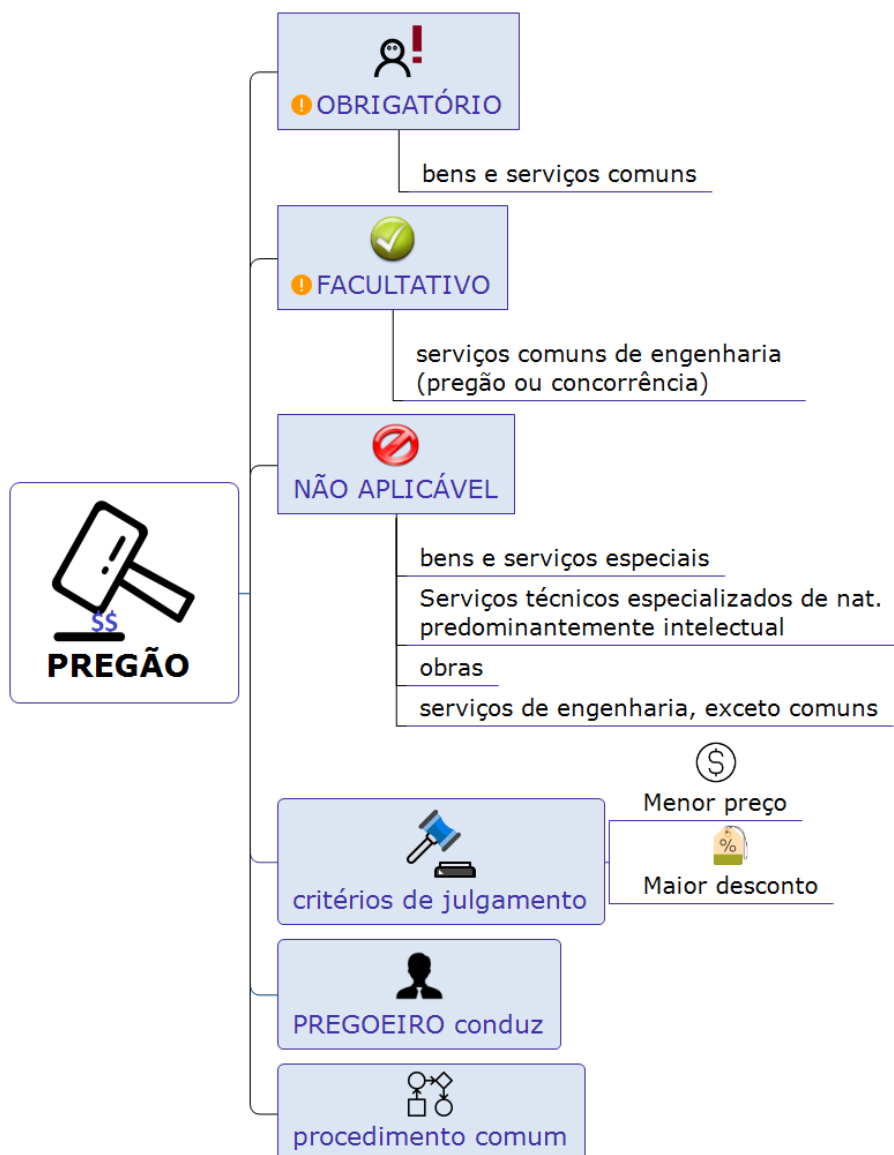 OBRIGATÓRIO
bens e serviços comuns
FACULTATIVO
serviços comuns de engenharia
(pregão ou concorrência)
NÃO APLICÁVEL
bens e serviços especiais
Serviços técnicos especializados de nat.
predominantemente intelectual
obras
serviços de engenharia, exceto comuns
$$
PREGÃO
$
Menor preço
%
Maior desconto
critérios de julgamento
PREGOEIRO conduz
procedimento comum